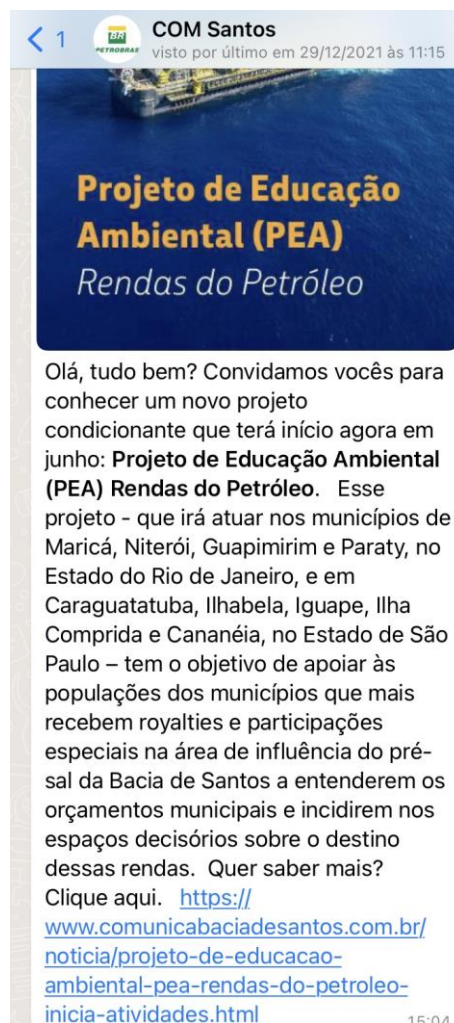 1
BR
PETROBRAS
COM Santos
visto por último em 29/12/2021 às 11:15
Projeto de Educação
Ambiental (PEA)
Rendas do Petróleo
Olá, tudo bem? Convidamos vocês para
conhecer um novo projeto
condicionante que terá início agora em
junho: Projeto de Educação Ambiental
(PEA) Rendas do Petróleo.   Esse
projeto - que irá atuar nos municípios de
Maricá, Niterói, Guapimirim e Paraty, no
Estado do Rio de Janeiro, e em
Caraguatatuba, Ilhabela, Iguape, Ilha
Comprida e Cananéia, no Estado de São
Paulo – tem o objetivo de apoiar às
populações dos municípios que mais
recebem royalties e participações
especiais na área de influência do pré-
sal da Bacia de Santos a entenderem os
orçamentos municipais e incidirem nos
espaços decisórios sobre o destino
dessas rendas.  Quer saber mais?
Clique aqui.   https://
www.comunicabaciadesantos.com.br/
noticia/projeto-de-educacao-
ambiental-pea-rendas-do-petroleo-
inicia-atividades.html
15:04